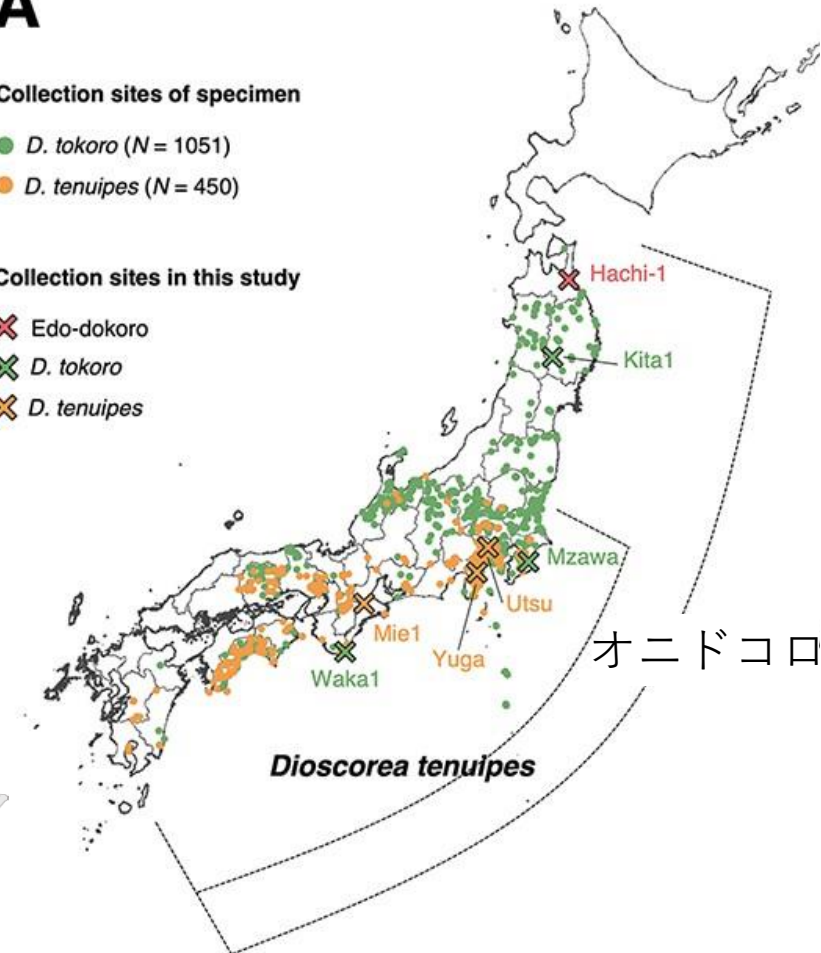 A
Collection sites of specimen
D. tokoro (N = 1051)
D. tenuipes (N = 450)
Collection sites in this study
Edo-dokoro
D. tokoro
D. tenuipes
Hachi-1
Kita1
Mzawa
Utsu
Mie1
Yuga
Waka1
オニドコロ
Dioscorea tenuipes